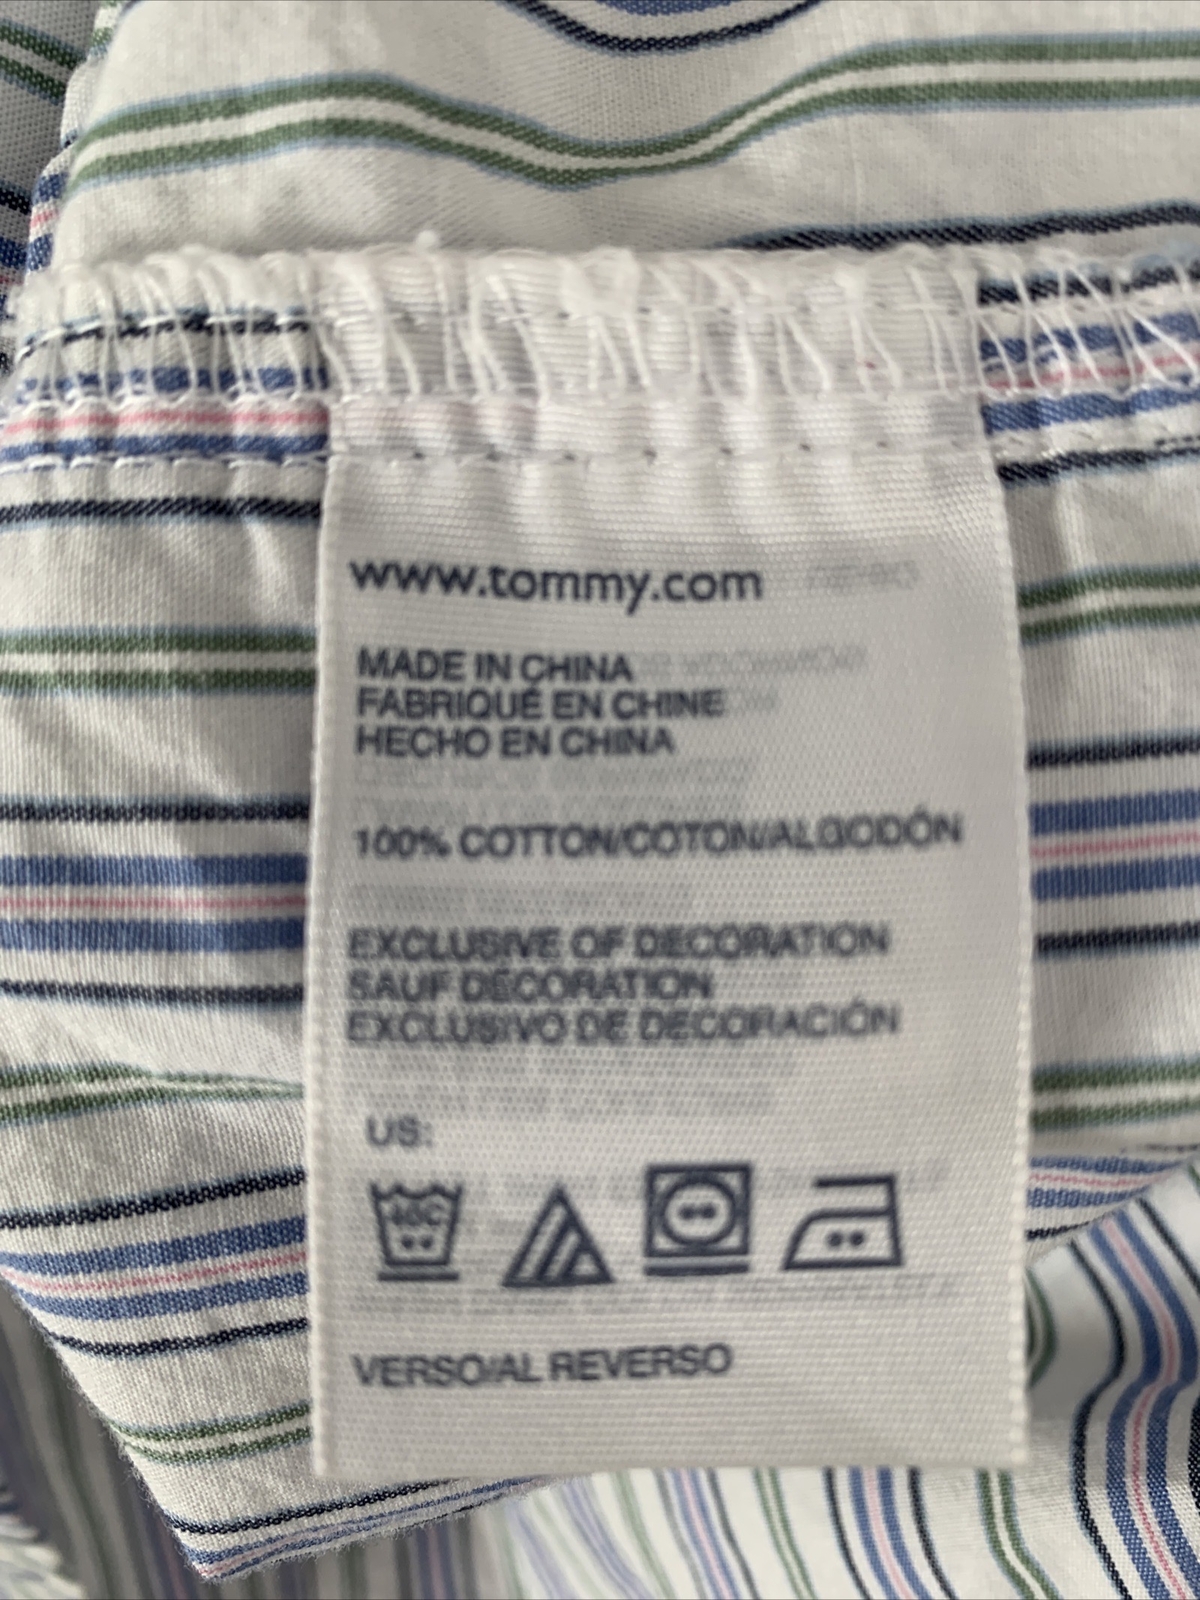 www.tommy.com
MADE IN CHINA
FABRIQUÉ EN CHINE
HECHO EN CHINA
100% COTTON/COTON/ALGODÓN
EXCLUSIVE OF DECORATION
SAUF DÉCORATION
EXCLUSIVO DE DECORACIÓN
US:
40C
VERSO/AL REVERSO